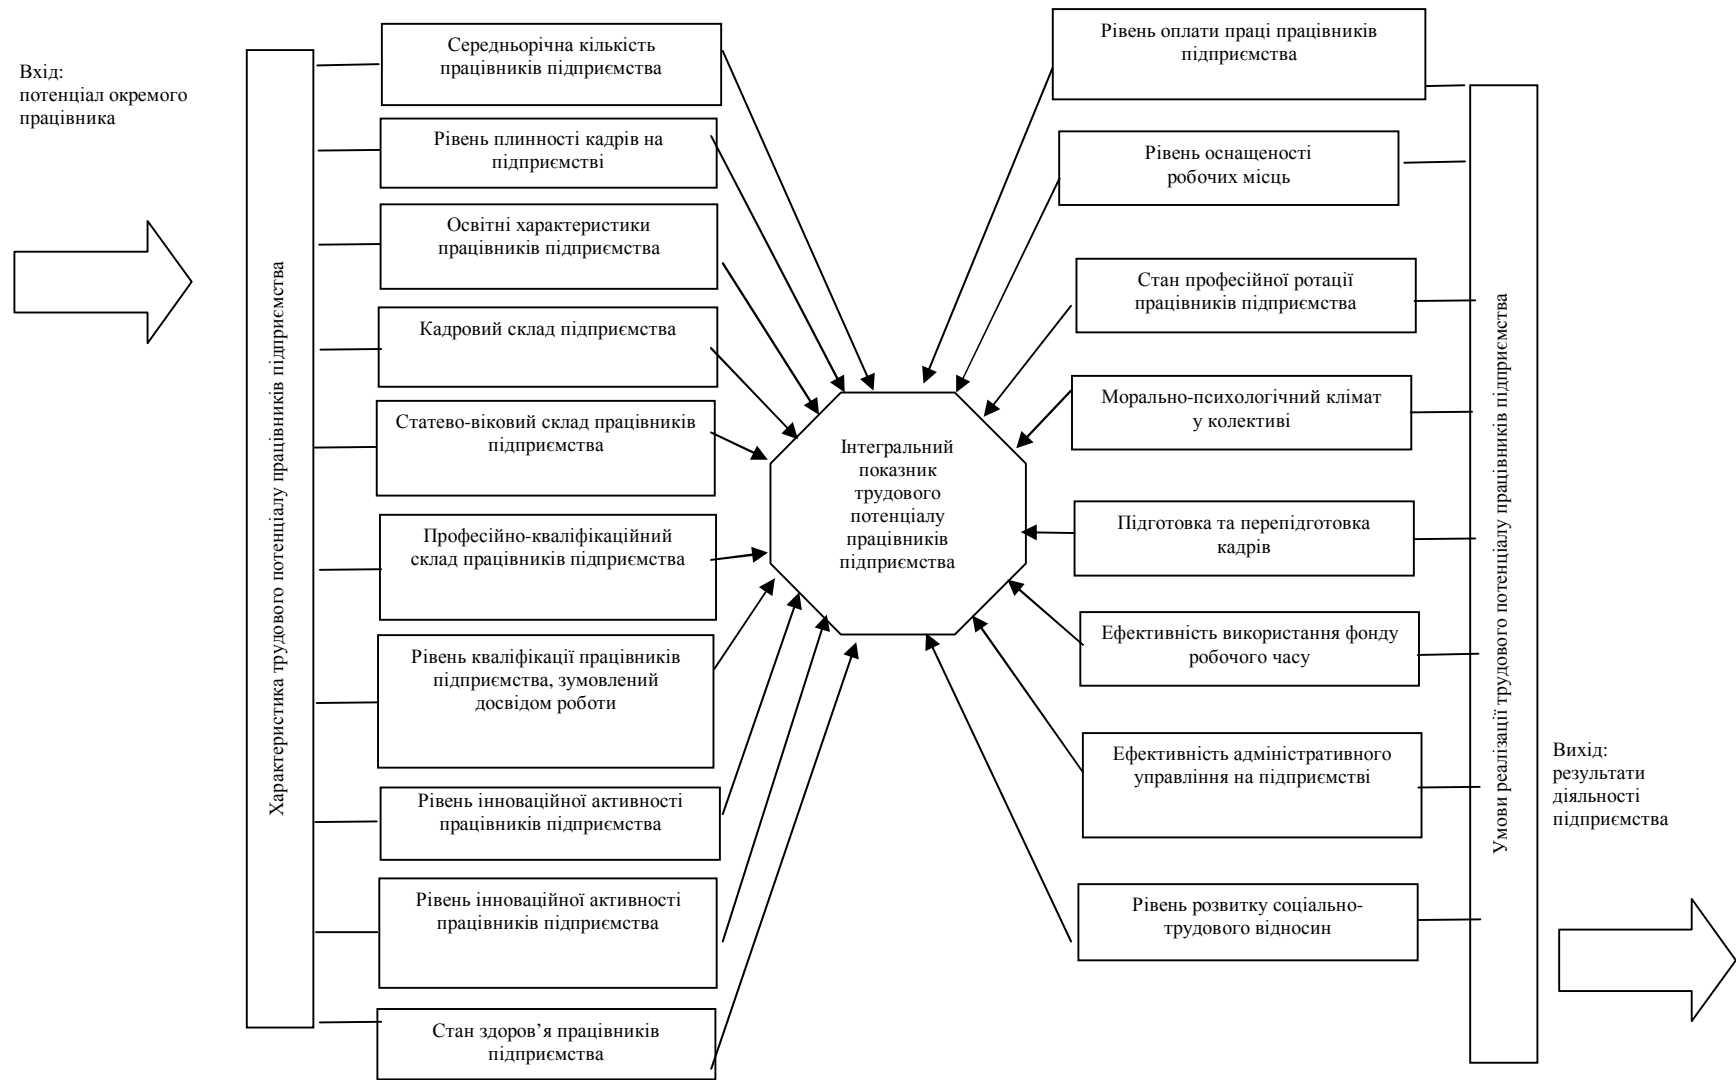 Вхід:
потенціал окремого
працівника
Характеристика трудового потенціалу працівників підприємства
Середньорічна кількість
працівників підприємства
Рівень плинності кадрів на
підприємстві
Освітні характеристики
працівників підприємства
Кадровий склад підприємства
Статево-віковий склад працівників
підприємства
Професійно-кваліфікаційний
склад працівників підприємства
Рівень кваліфікації працівників
підприємства, зумовлений
досвідом роботи
Рівень інноваційної активності
працівників підприємства
Рівень інноваційної активності
працівників підприємства
Стан здоров’я працівників
підприємства
Інтегральний
показник
трудового
потенціалу
працівників
підприємства
Рівень оплати праці працівників
підприємства
Рівень оснащеності
робочих місць
Стан професійної ротації
працівників підприємства
Морально-психологічний клімат
у колективі
Підготовка та перепідготовка
кадрів
Ефективність використання фонду
робочого часу
Ефективність адміністративного
управління на підприємстві
Рівень розвитку соціально-
трудового відносин
Умови реалізації трудового потенціалу працівників підприємства
Вихід:
результати
діяльності
підприємства